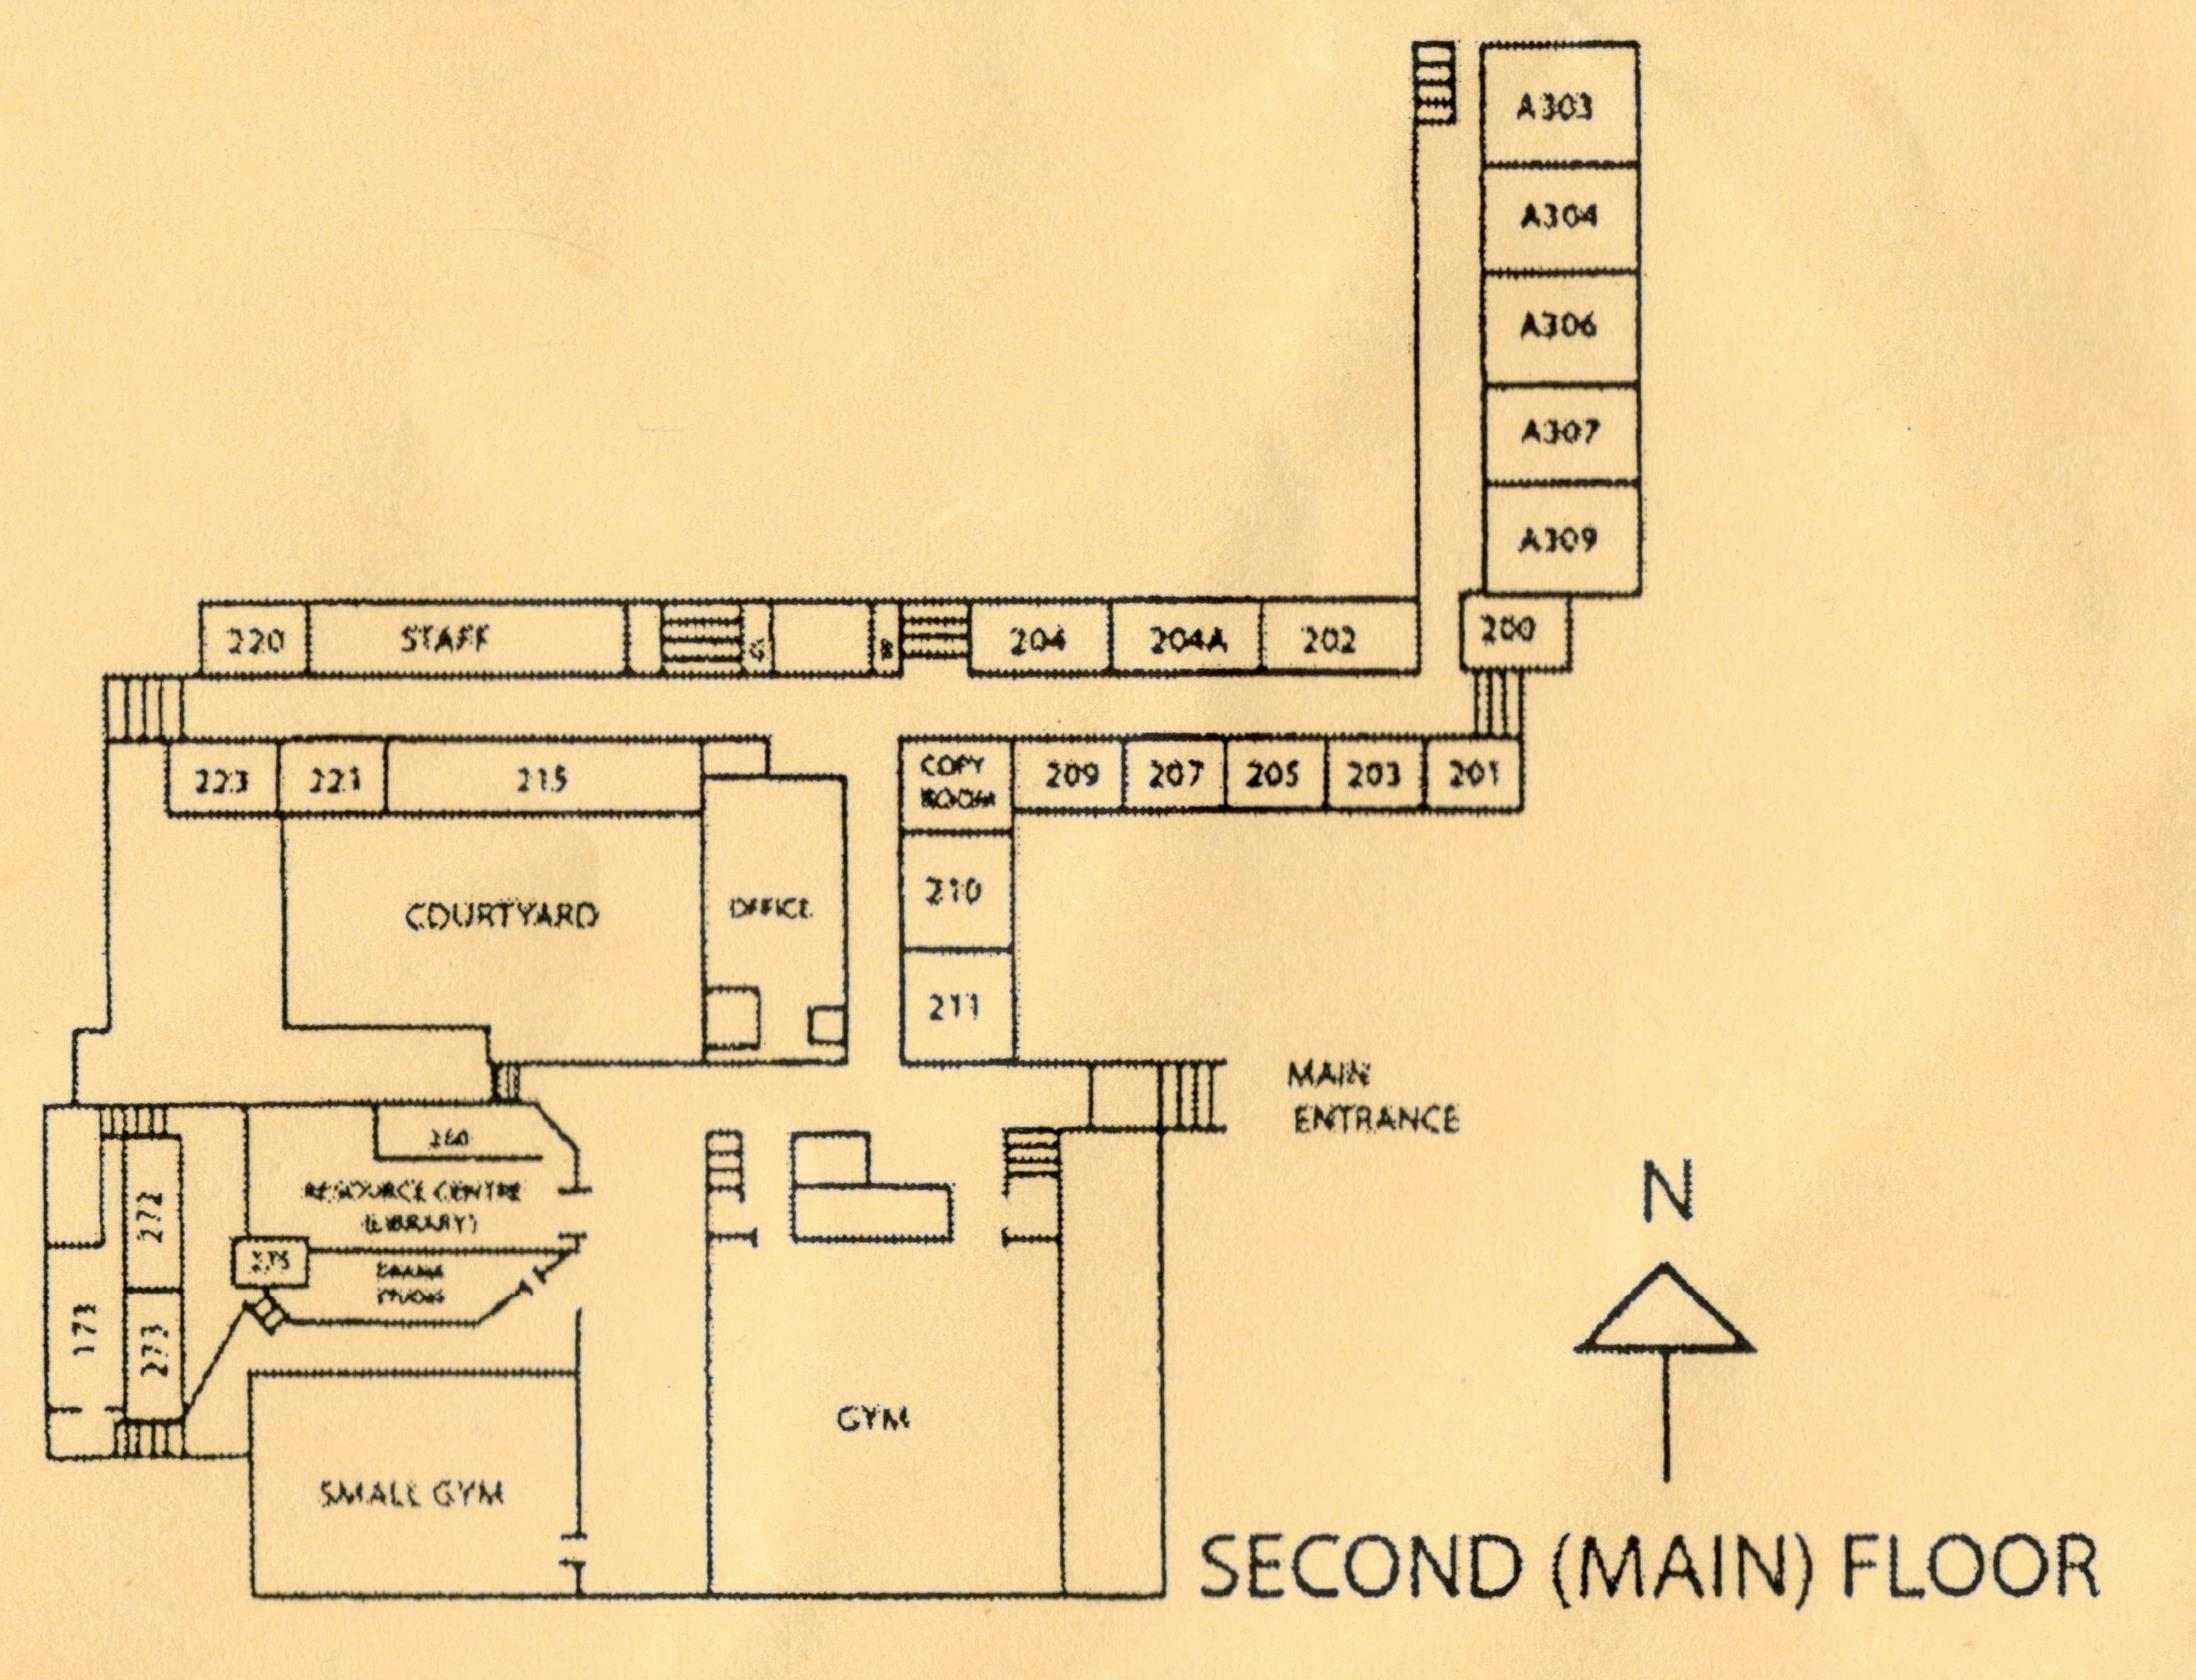 A303
A304
A306
A307
A309
220
STAFF
G
B
204
204A
202
200
223
221
215
COPY
ROOM
209
207
205
203
201
COURTYARD
OFFICE
210
211
MAIN
ENTRANCE
260
272
RESOURCE CENTRE
(LIBRARY)
275
DRAMA
STUDIO
173
273
N
GYM
SMALL GYM
SECOND (MAIN) FLOOR